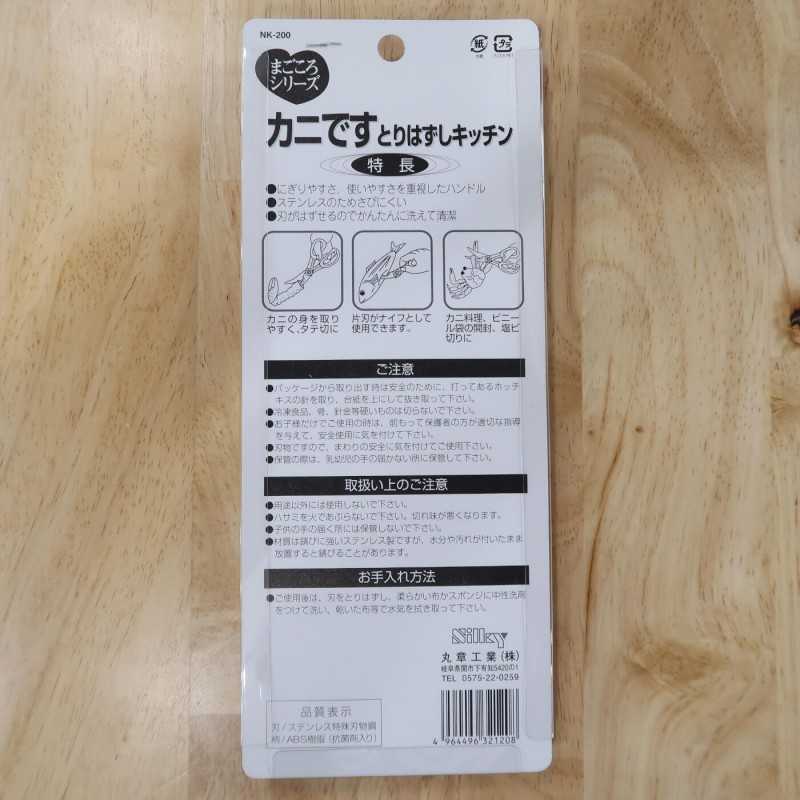 NK-200
紙
プラ
まごころ
シリーズ
カニです とりはずしキッチン
特長
●にぎりやすさ、使いやすさを重視したハンドル
●ステンレスのためさびにくい
●刃がはずせるのでかんたんに洗えて清潔
カニの身を取り
やすく、タテ切に
片刃がナイフとして
使用できます。
カニ料理、ビニー
ル袋の開封、塩ビ
切りに
ご注意
●パッケージから取り出す時は安全のために、打ってあるホッチ
キスの針を取り、台紙を上にして抜き取って下さい。
●冷凍食品、骨、針金等硬いものは切らないで下さい。
●お子様だけでご使用の時は、前もって保護者の方が適切な指導
を与えて、安全使用に気を付けて下さい。
●刃物ですので、まわりの安全に気を付けてご使用下さい。
●保管の際は、乳幼児の手の届かない所に保管して下さい。
取扱い上のご注意
●用途以外には使用しないで下さい。
●ハサミを火であぶらないで下さい。切れ味が悪くなります。
●子供の手の届く所には保管しないで下さい。
●材質は錆びに強いステンレス製ですが、水分や汚れが付いたまま
放置すると錆びることがあります。
お手入れ方法
●ご使用後は、刃をとりはずし、柔らかい布かスポンジに中性洗剤
をつけて洗い、乾いた布等で水気を拭き取って下さい。
Silky
丸章工業(株)
岐阜県関市下有知5420/01
TEL 0575-22-0259
品質表示
刃/ステンレス特殊刃物鋼
柄/ABS樹脂(抗菌剤入り)
4 964496 321208